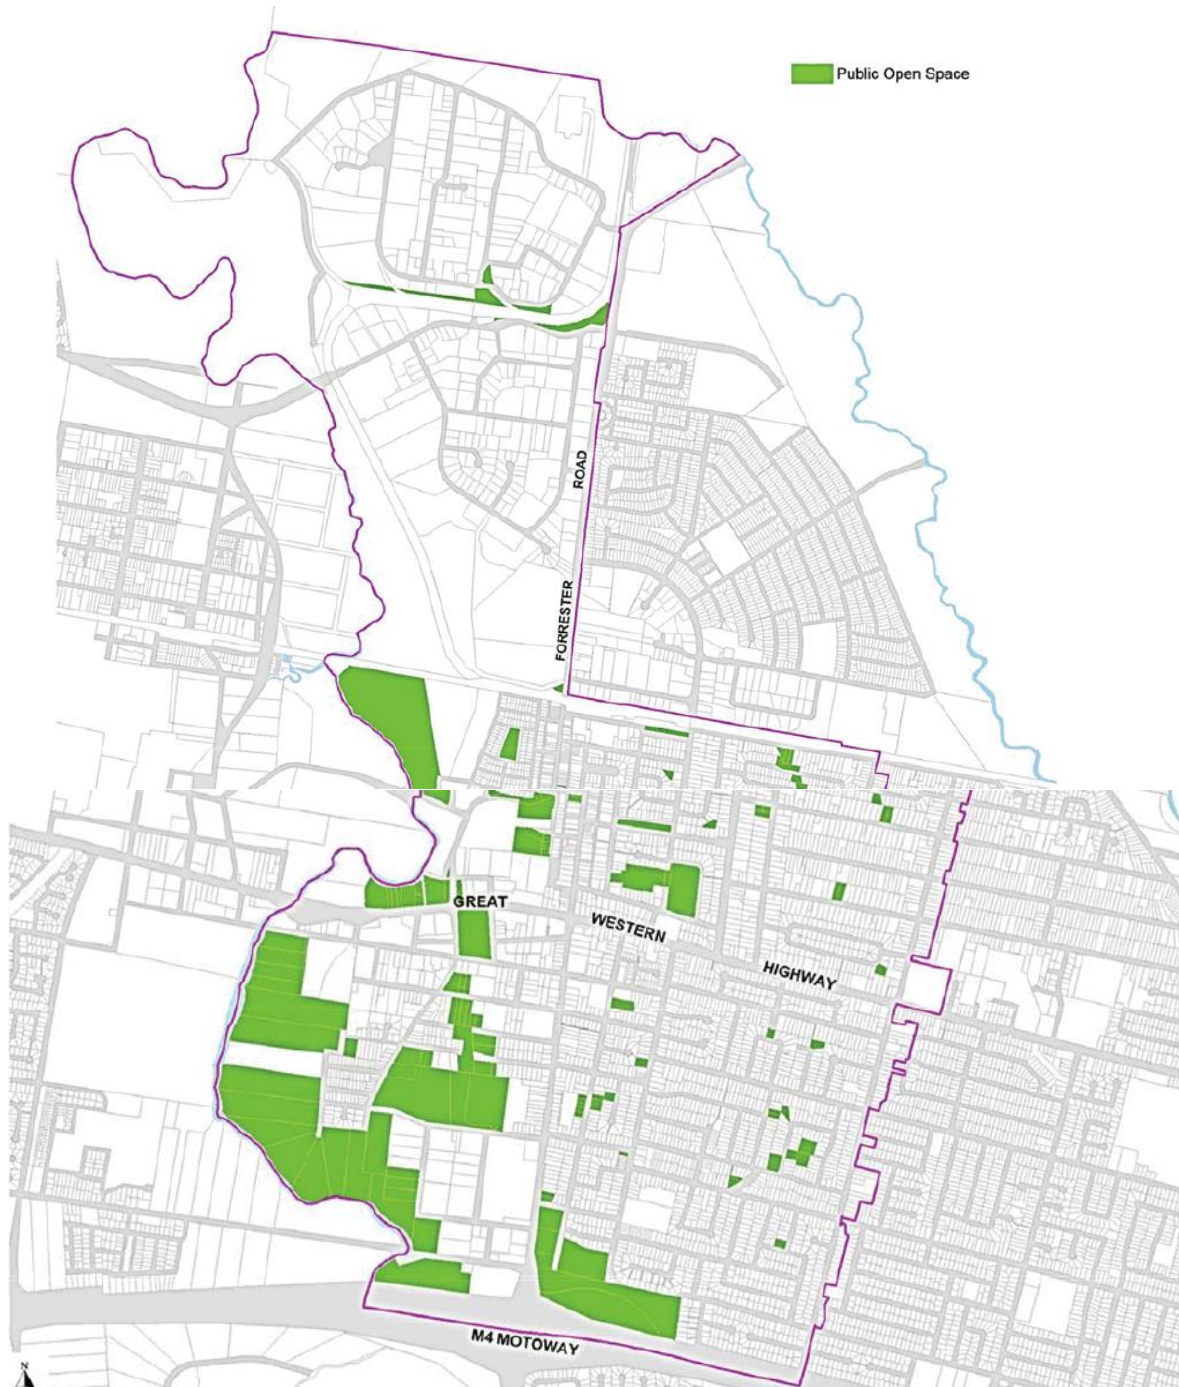 Public Open Space
ROAD
FORRESTER
GREAT
WESTERN
HIGHWAY
M4 MOTOWAY
N